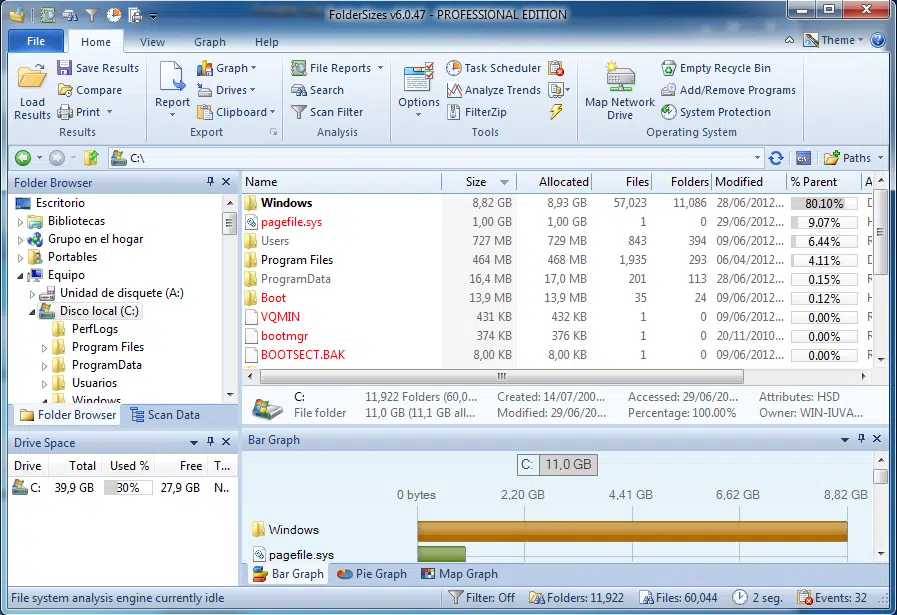 FolderSizes v6.0.47 - PROFESSIONAL EDITION
File Home View Graph Help Theme
Load Results
Save Results
Compare
Print
Results
Report
Graph
Drives
Clipboard
Export
File Reports
Search
Scan Filter
Analysis
Options
Task Scheduler
Analyze Trends
FilterZip
Tools
Map Network Drive
Empty Recycle Bin
Add/Remove Programs
System Protection
Operating System
C:\ Paths
Folder Browser
Escritorio
Bibliotecas
Grupo en el hogar
Portables
Equipo
Unidad de disquete (A:)
Disco local (C:)
PerfLogs
Program Files
ProgramData
Usuarios
Windows
Folder Browser Scan Data
Name Size Allocated Files Folders Modified % Parent A
Windows 8,82 GB 8,93 GB 57,023 11,086 28/06/2012... 80.10%
pagefile.sys 1,00 GB 1,00 GB 1 0 29/06/2012... 9.07%
Users 727 MB 729 MB 843 394 09/06/2012... 6.44%
Program Files 464 MB 468 MB 1,935 293 06/04/2012... 4.11%
ProgramData 16,4 MB 17,0 MB 201 113 28/06/2012... 0.15%
Boot 13,9 MB 13,9 MB 35 24 09/06/2012... 0.12%
VQMIN 431 KB 432 KB 1 0 29/06/2012... 0.00%
bootmgr 374 KB 376 KB 1 0 20/11/2010... 0.00%
BOOTSECT.BAK 8,00 KB 8,00 KB 1 0 09/06/2012... 0.00%
C: 11,922 Folders (60,0... Created: 14/07/200... Accessed: 29/06/20... Attributes: HSD
File folder 11,0 GB (11,1 GB all... Modified: 29/06/20... Percentage: 100.00% Owner: WIN-IUVA...
Drive Space
Drive Total Used % Free T...
C: 39,9 GB 30% 27,9 GB N..
Bar Graph
C: 11,0 GB
0 bytes 2,20 GB 4,41 GB 6,62 GB 8,82 GB
Windows
pagefile.sys
Bar Graph Pie Graph Map Graph
File system analysis engine currently idle Filter: Off Folders: 11,922 Files: 60,044 2 seg. Events: 32